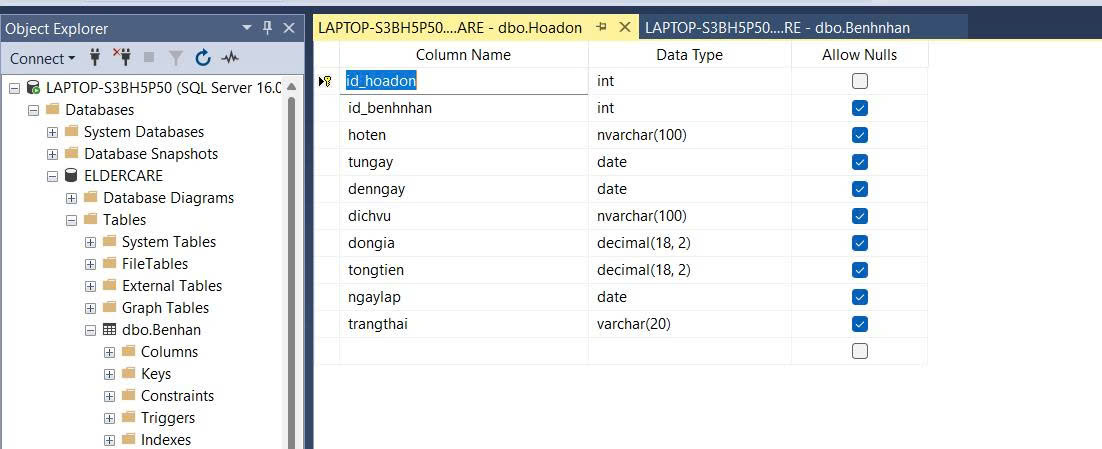 Object Explorer
Connect
LAPTOP-S3BH5P50 (SQL Server 16.0
Databases
System Databases
Database Snapshots
ELDERCARE
Database Diagrams
Tables
System Tables
FileTables
External Tables
Graph Tables
dbo.Benhan
Columns
Keys
Constraints
Triggers
Indexes
LAPTOP-S3BH5P50....ARE - dbo.Hoadon
LAPTOP-S3BH5P50....RE - dbo.Benhnhan
Column Name Data Type Allow Nulls
id_hoadon int
id_benhnhan int
hoten nvarchar(100)
tungay date
denngay date
dichvu nvarchar(100)
dongia decimal(18, 2)
tongtien decimal(18, 2)
ngaylap date
trangthai varchar(20)